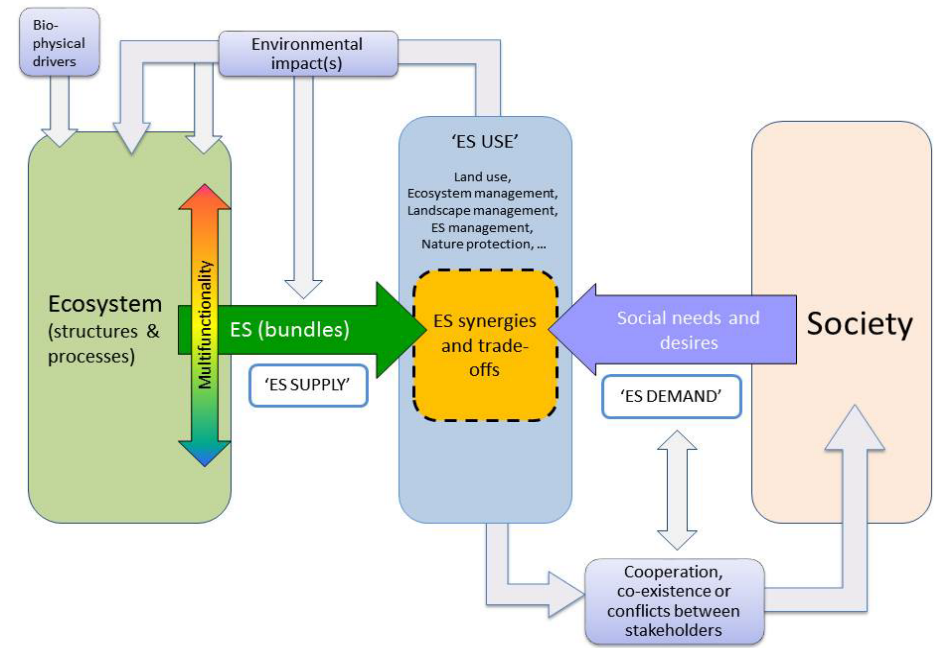 Bio-
physical
drivers
Environmental
impact(s)
‘ES USE’
Land use,
Ecosystem management,
Landscape management,
ES management,
Nature protection, ...
Ecosystem
(structures &
processes)
Multifunctionality
ES (bundles)
‘ES SUPPLY’
ES synergies
and trade-
offs
Social needs and
desires
‘ES DEMAND’
Society
Cooperation,
co-existence or
conflicts between
stakeholders